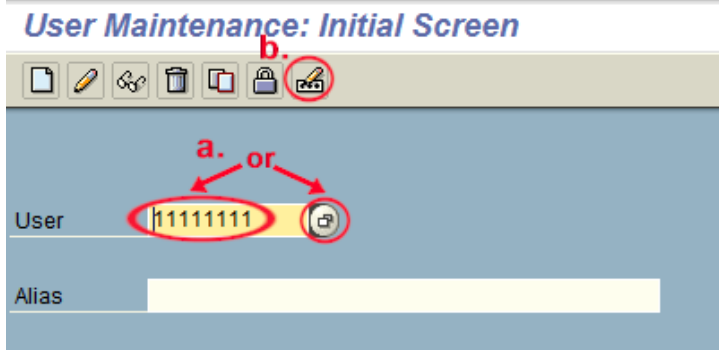 User Maintenance: Initial Screen
b.
a. or
User 11111111
Alias